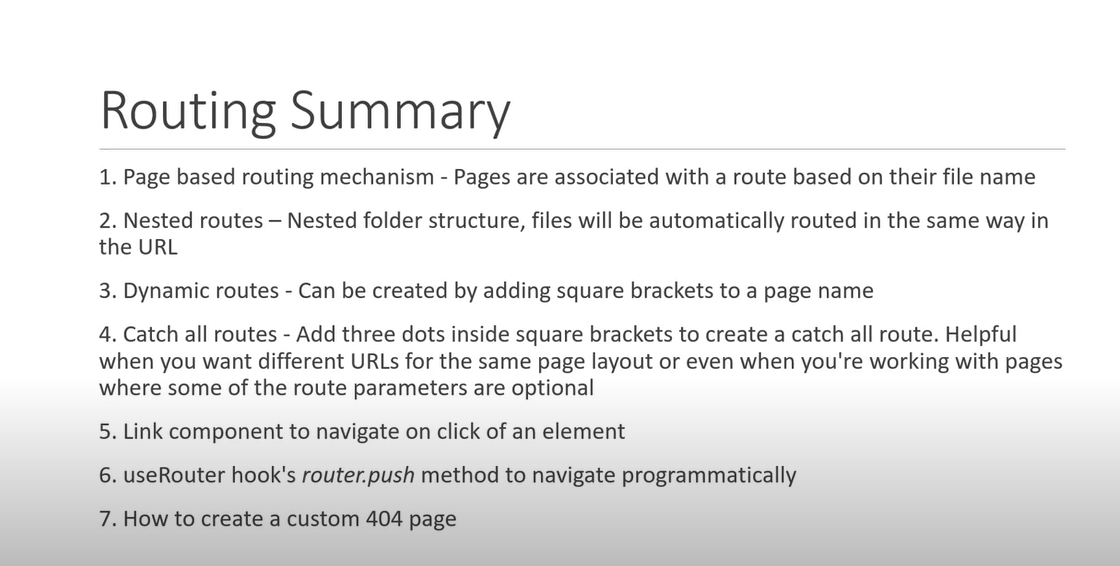 Routing Summary
1. Page based routing mechanism - Pages are associated with a route based on their file name
2. Nested routes – Nested folder structure, files will be automatically routed in the same way in
the URL
3. Dynamic routes - Can be created by adding square brackets to a page name
4. Catch all routes - Add three dots inside square brackets to create a catch all route. Helpful
when you want different URLs for the same page layout or even when you're working with pages
where some of the route parameters are optional
5. Link component to navigate on click of an element
6. useRouter hook's router.push method to navigate programmatically
7. How to create a custom 404 page